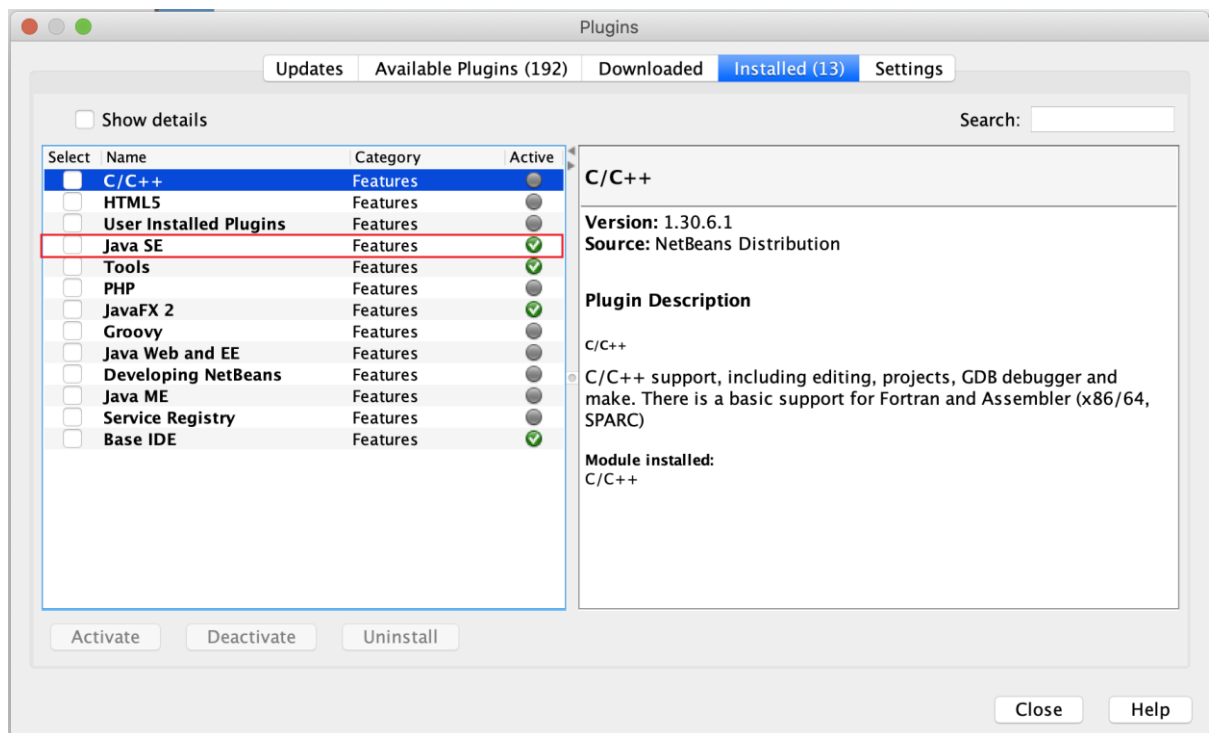 Plugins
Updates Available Plugins (192) Downloaded Installed (13) Settings
Show details Search:
Select Name Category Active
C/C++ Features
HTML5 Features
User Installed Plugins Features
Java SE Features
Tools Features
PHP Features
JavaFX 2 Features
Groovy Features
Java Web and EE Features
Developing NetBeans Features
Java ME Features
Service Registry Features
Base IDE Features
C/C++
Version: 1.30.6.1
Source: NetBeans Distribution
Plugin Description
C/C++
C/C++ support, including editing, projects, GDB debugger and
make. There is a basic support for Fortran and Assembler (x86/64,
SPARC)
Module installed:
C/C++
Activate Deactivate Uninstall
Close Help